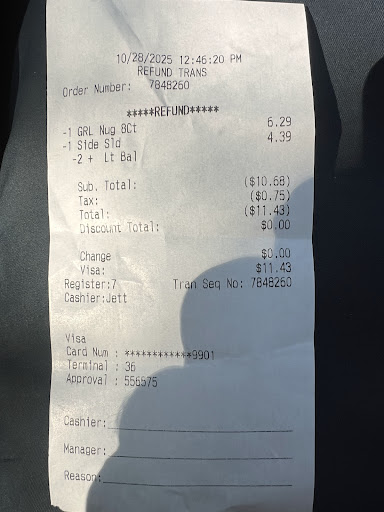 10/28/2025 12:46:20 PM
REFUND TRANS
Order Number: 7848260
*****REFUND*****
-1 GRL Nug 8Ct 6.29
-1 Side Sld 4.39
-2 + Lt Bal
Sub. Total: ($10.68)
Tax: ($0.75)
Total: ($11.43)
Discount Total: $0.00
Change $0.00
Visa: $11.43
Register:7 Tran Seq No: 7848260
Cashier:Jett
Visa
Card Num : ************9901
Terminal : 36
Approval : 556575
Cashier:
Manager:
Reason: